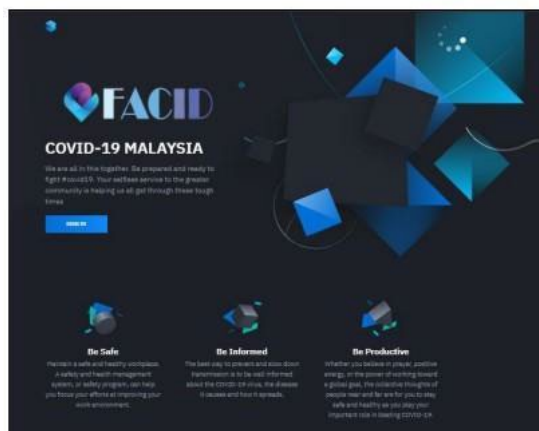 FACID
COVID-19 MALAYSIA
We are all in this together. Be prepared and ready to
fight #covid19. Your selfless service to the greater
community is helping us all get through these tough
times
Be Safe
Maintain a safe and healthy workplace.
A safety and health management
system, or safety program, can help
you focus your efforts at improving your
work environment.
Be Informed
The best way to prevent and slow down
transmission is to be well informed
about the COVID-19 virus, the disease
it causes and how it spreads.
Be Productive
Whether you believe in prayer, positive
energy, or the power of working toward
a global goal, the collective thoughts of
people near and far are for you to stay
safe and healthy as you play your
important role in COVID-19.